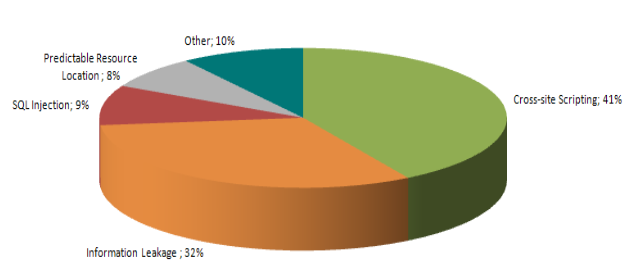 Other; 10%
Predictable Resource
Location ; 8%
SQL Injection; 9%
Cross-site Scripting; 41%
Information Leakage ; 32%